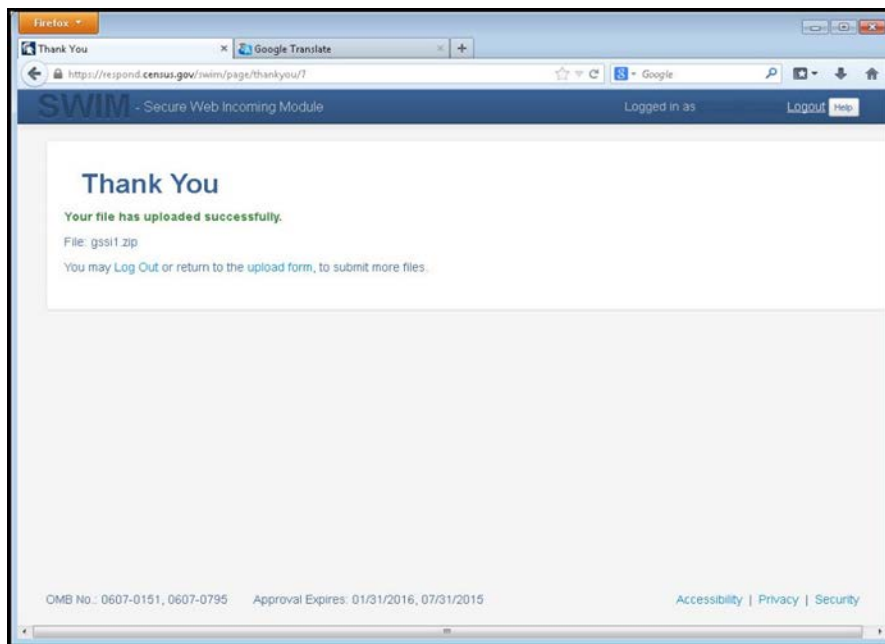 Firefox
Thank You
Google Translate
https://respond.census.gov/swim/page/thankyou/7
Google
SWIM - Secure Web Incoming Module
Logged in as
Logout
Help
Thank You
Your file has uploaded successfully.
File: gssi1.zip
You may Log Out or return to the upload form, to submit more files.
OMB No.: 0607-0151, 0607-0795 Approval Expires: 01/31/2016, 07/31/2015
Accessibility | Privacy | Security